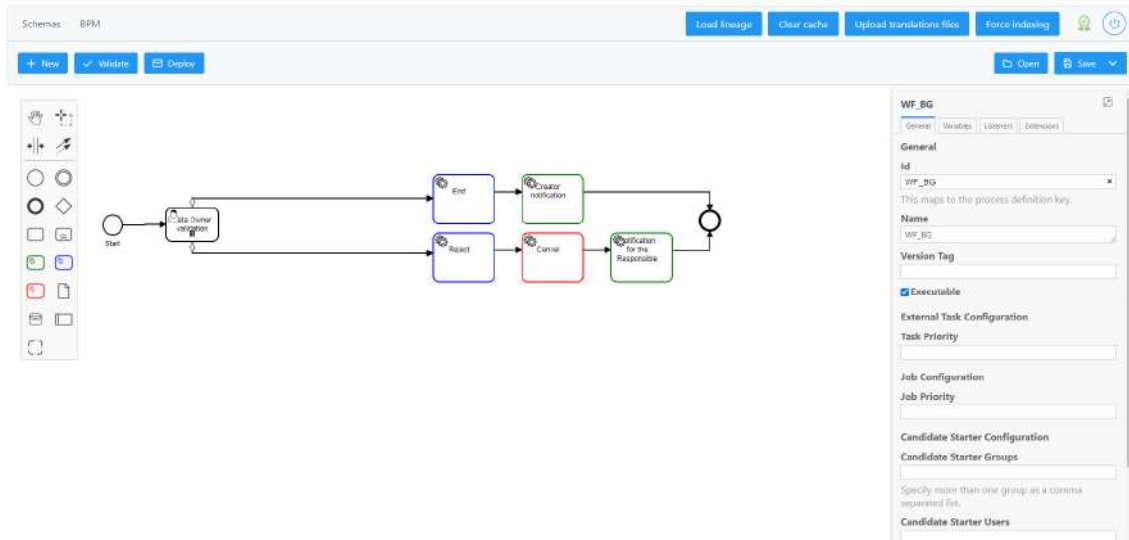 Schemas BPM
Load lineage Clear cache Upload translations files Force indexing
+ New Validate Deploy
Open Save
WF_BG
General Variables Listeners Extensions
General
Id
WF_BG ×
This maps to the process definition key.
Name
WF_BG
Version Tag
Executable
External Task Configuration
Task Priority
Job Configuration
Job Priority
Candidate Starter Configuration
Candidate Starter Groups
Specify more than one group as a comma
separated list.
Candidate Starter Users
Start
ata Owner
validation
End
Creator
notification
Reject
Cancel
otification
for the
Responsible